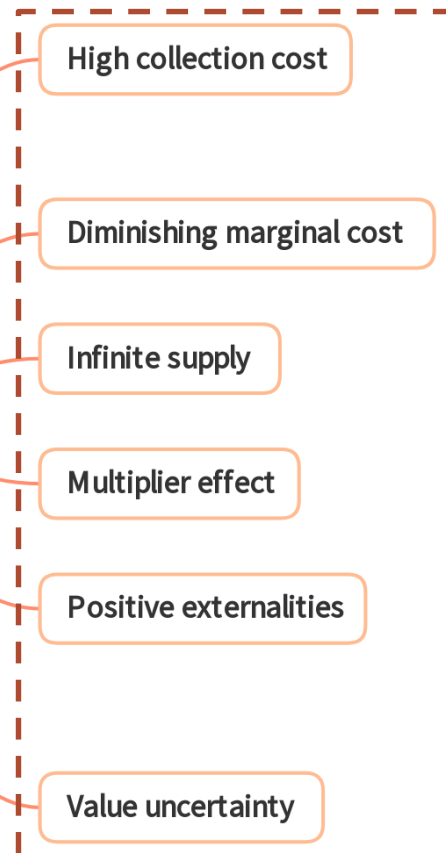 High collection cost
Diminishing marginal cost
Infinite supply
Multiplier effect
Positive externalities
Value uncertainty